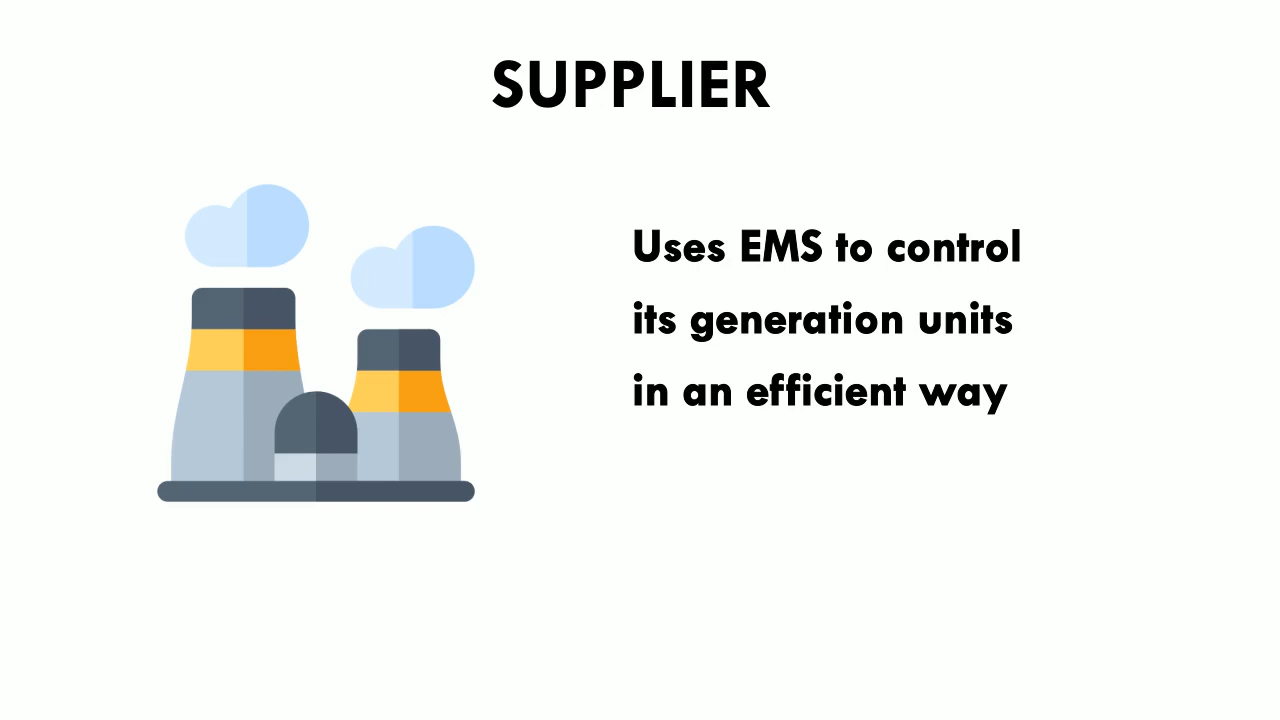 SUPPLIER
Uses EMS to control
its generation units
in an efficient way